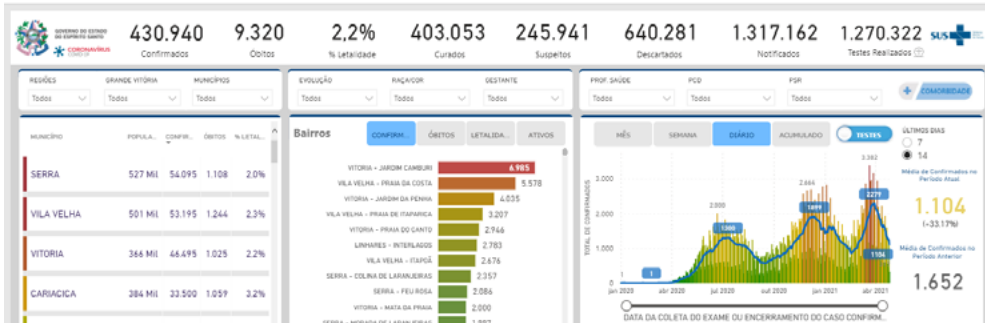 GOVERNO DO ESTADO
DO ESPÍRITO SANTO
CORONAVÍRUS
COVID-19
430.940
Confirmados
9.320
Óbitos
2,2%
% Letalidade
403.053
Curados
245.941
Suspeitos
640.281
Descartados
1.317.162
Notificados
1.270.322
Testes Realizados
SUS
REGIÕES
Todos
GRANDE VITÓRIA
Todos
MUNICÍPIOS
Todos
EVOLUÇÃO
Todos
RAÇA/COR
Todos
GESTANTE
Todos
PROF. SAÚDE
Todos
PCD
Todos
PSR
Todos
+ COMORBIDADE
MUNICÍPIO POPULA... CONFIR... ÓBITOS % LETAL...
SERRA 527 Mil 54.095 1.108 2.0%
VILA VELHA 501 Mil 53.195 1.244 2.3%
VITORIA 366 Mil 46.495 1.025 2.2%
CARIACICA 384 Mil 33.500 1.059 3.2%
Bairros
CONFIRM... ÓBITOS LETALIDA... ATIVOS
VITORIA - JARDIM CAMBURI 6.985
VILA VELHA - PRAIA DA COSTA 5.578
VITORIA - JARDIM DA PENHA 4.035
VILA VELHA - PRAIA DE ITAPARICA 3.207
VITORIA - PRAIA DO CANTO 2.946
LINHARES - INTERLAGOS 2.783
VILA VELHA - ITAPOÃ 2.676
SERRA - COLINA DE LARANJEIRAS 2.357
SERRA - FEU ROSA 2.086
VITORIA - MATA DA PRAIA 2.000
SERRA - MORADA DE LARANJEIRAS
MÊS SEMANA DIÁRIO ACUMULADO TESTES
TOTAL DE CONFIRMADOS
3.000
2.000
1.000
0
1
1
2.000
1300
2.664
1899
3.382
2279
1104
jan 2020 abr 2020 jul 2020 out 2020 jan 2021 abr 2021
DATA DA COLETA DO EXAME OU ENCERRAMENTO DO CASO CONFIRM...
ÚLTIMOS DIAS
7
14
Média de Confirmados no
Período Atual
1.104
(-33.17%)
Média de Confirmados no
Período Anterior
1.652